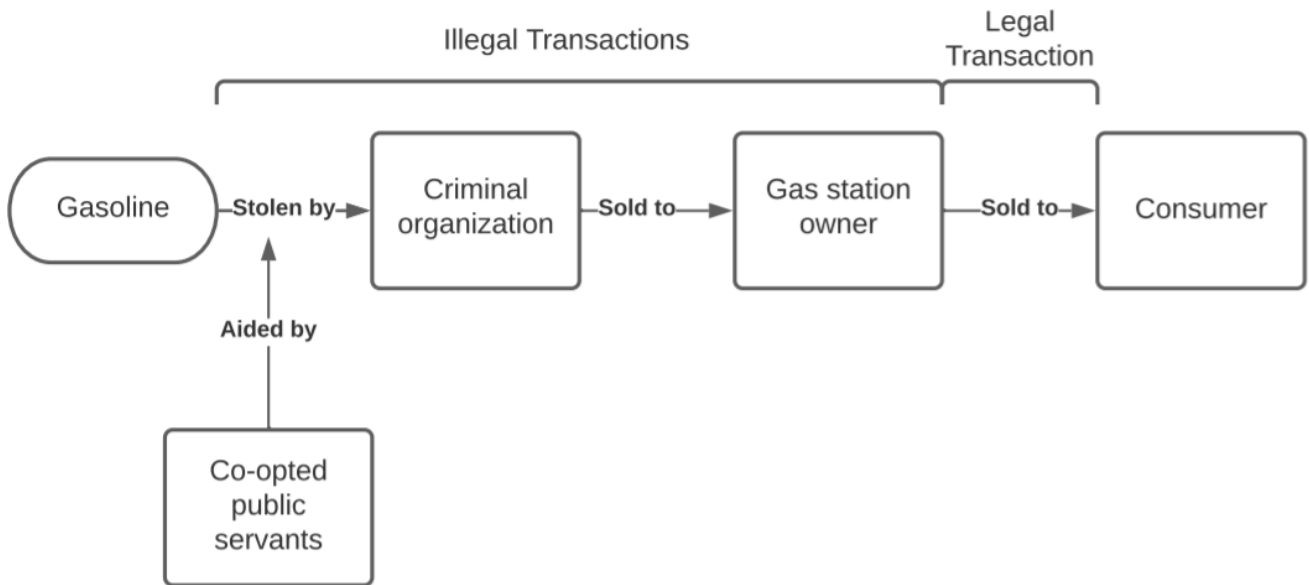 Illegal Transactions
Legal
Transaction
Gasoline
Stolen by
Criminal
organization
Sold to
Gas station
owner
Sold to
Consumer
Aided by
Co-opted
public
servants